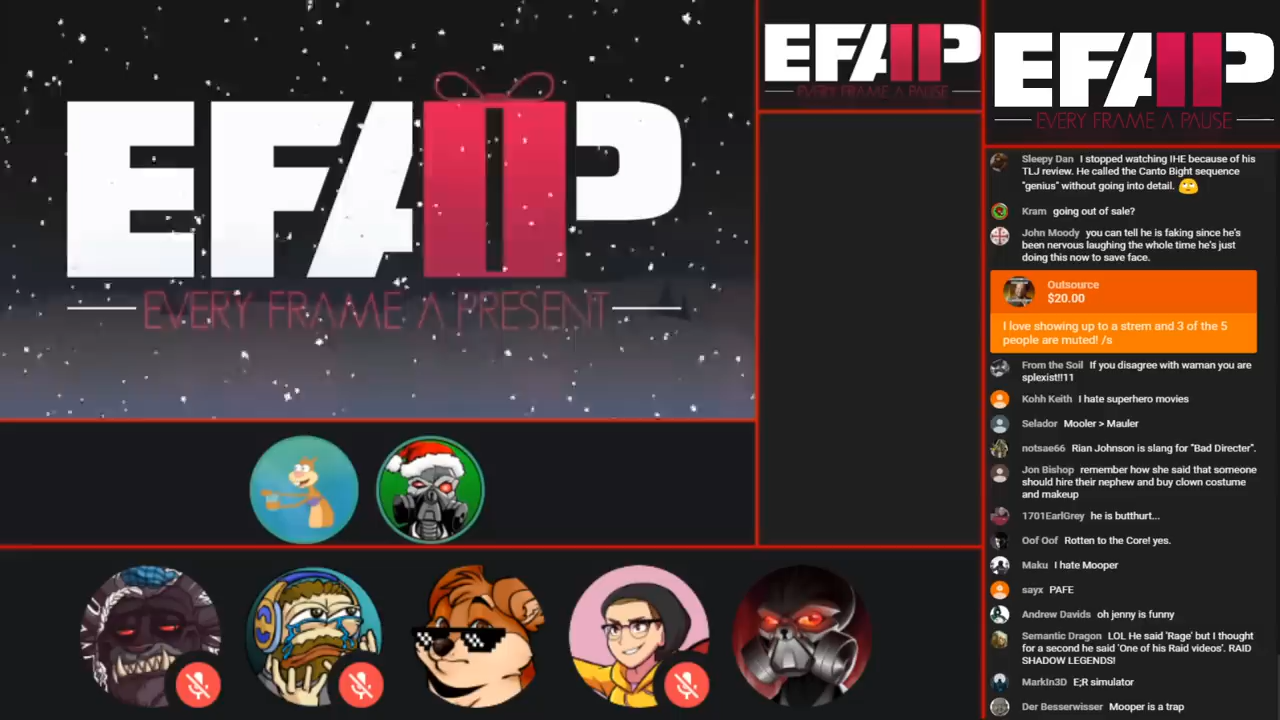 EFAP
EVERY FRAME A PRESENT
EFAP
EVERY FRAME A PAUSE
EFAP
EVERY FRAME A PAUSE
Sleepy Dan I stopped watching IHE because of his
TLJ review. He called the Canto Bight sequence
"genius" without going into detail.
Kram going out of sale?
John Moody you can tell he is faking since he's
been nervous laughing the whole time he's just
doing this now to save face.
Outsource
$20.00
I love showing up to a strem and 3 of the 5
people are muted! /s
From the Soil If you disagree with waman you are
splexist!!11
Kohh Keith I hate superhero movies
Selador Mooler > Mauler
notsae66 Rian Johnson is slang for "Bad Directer".
Jon Bishop remember how she said that someone
should hire their nephew and buy clown costume
and makeup
1701EarlGrey he is butthurt...
Oof Oof Rotten to the Core! yes.
Maku I hate Mooper
sayx PAFE
Andrew Davids oh jenny is funny
Semantic Dragon LOL He said 'Rage' but I thought
for a second he said 'One of his Raid videos'. RAID
SHADOW LEGENDS!
MarkIn3D E;R simulator
Der Besserwisser Mooper is a trap